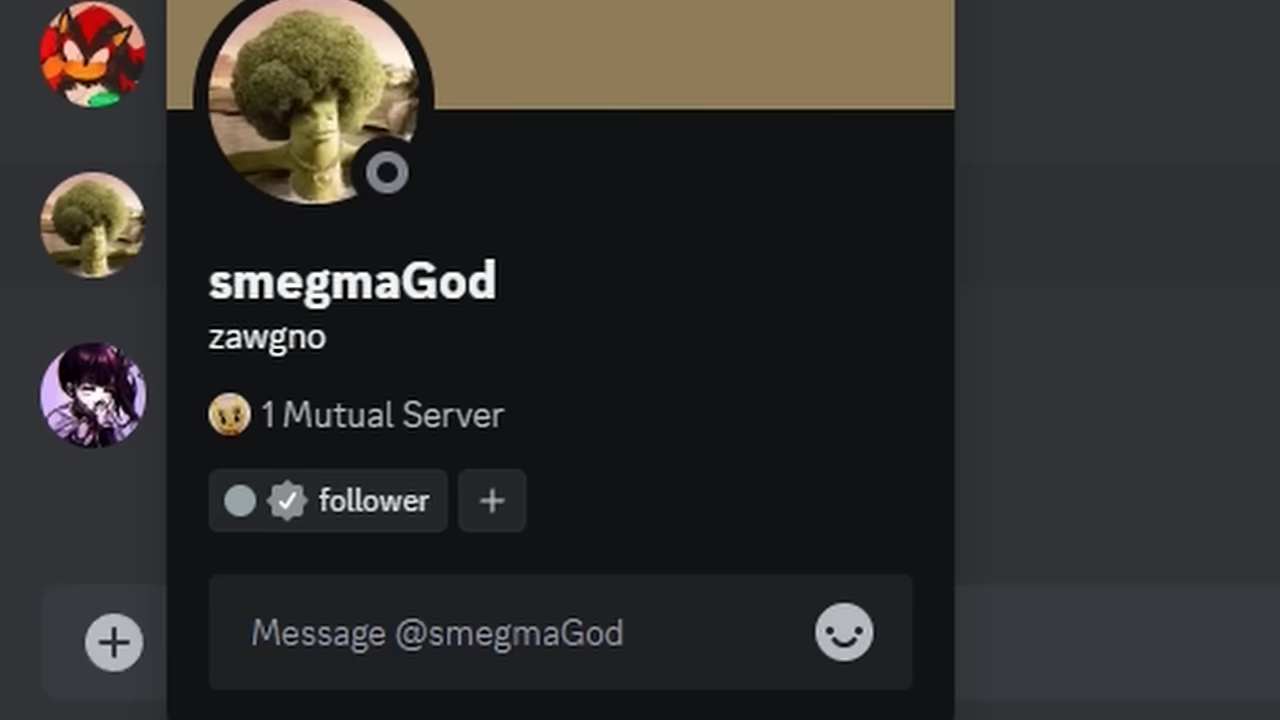 smegmaGod
zawgno
1 Mutual Server
follower
Message @smegmaGod